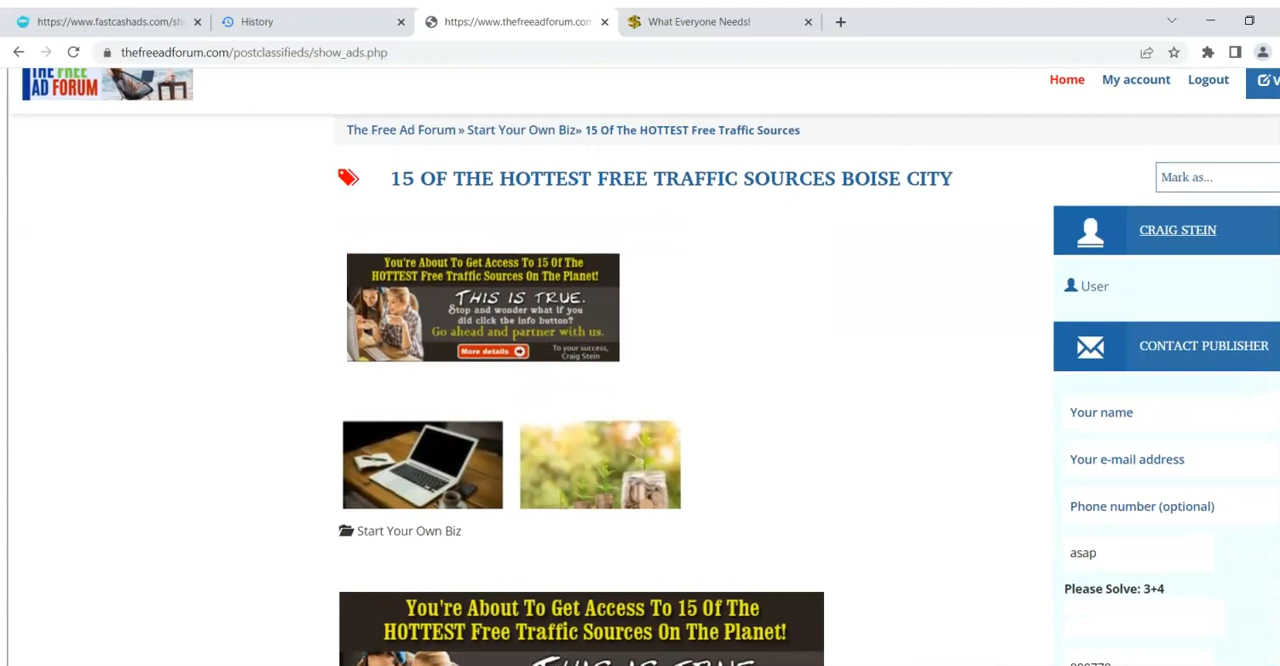 https://www.fastcashads.com/sh
History
https://www.thefreeadforum.com
What Everyone Needs!
thefreeadforum.com/postclassifieds/show_ads.php
THE FREE
AD FORUM
Home
My account
Logout
The Free Ad Forum » Start Your Own Biz» 15 Of The HOTTEST Free Traffic Sources
15 OF THE HOTTEST FREE TRAFFIC SOURCES BOISE CITY
Mark as...
CRAIG STEIN
User
CONTACT PUBLISHER
You're About To Get Access To 15 Of The
HOTTEST Free Traffic Sources On The Planet!
THIS IS TRUE.
Stop and wonder what if you
did click the info button?
Go ahead and partner with us.
More details
To your success,
Craig Stein
Your name
Your e-mail address
Phone number (optional)
asap
Please Solve: 3+4
Start Your Own Biz
You're About To Get Access To 15 Of The
HOTTEST Free Traffic Sources On The Planet!
THIS IS TRUE